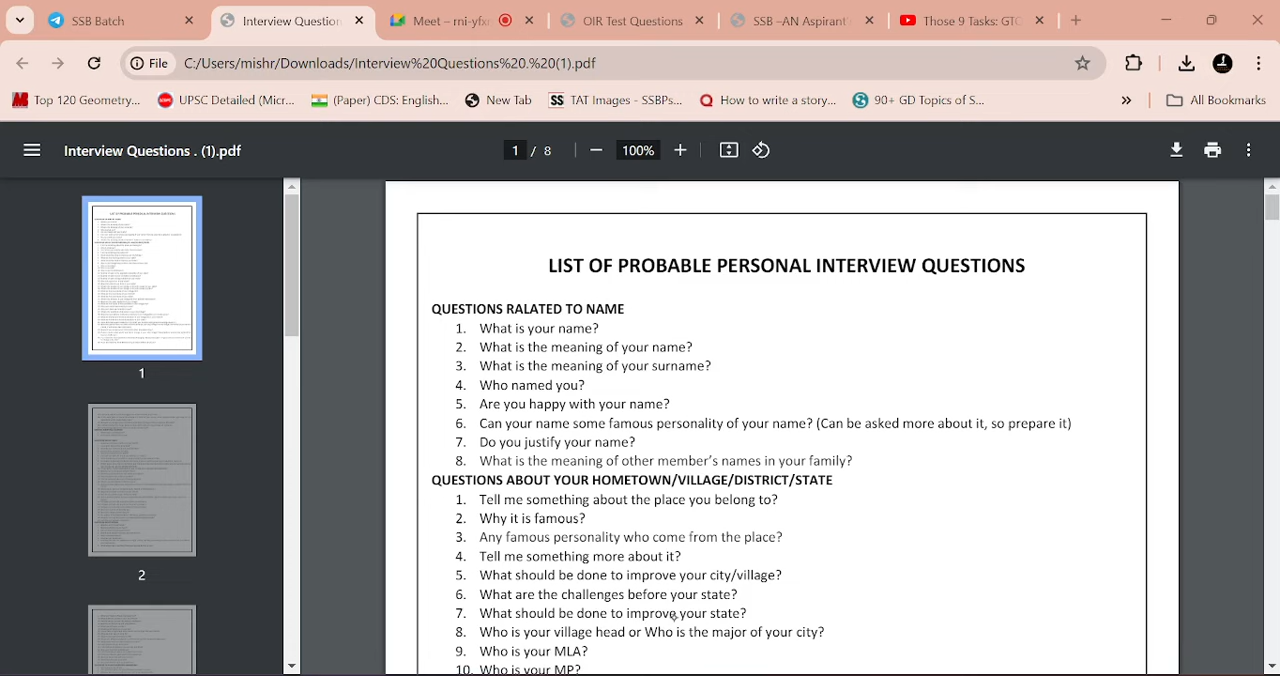 SSB Batch
Interview Question
Meet – rni-yfxr
OIR Test Questions
SSB –AN Aspirant'
Those 9 Tasks: GTO
File
C:/Users/mishr/Downloads/Interview%20Questions%20.%20(1).pdf
Top 120 Geometry...
UPSC Detailed (Micr...
(Paper) CDS: English...
New Tab
TAT Images - SSBPs...
How to write a story...
90+ GD Topics of S...
All Bookmarks
Interview Questions . (1).pdf
1 / 8
100%
1
2
LIST OF PROBABLE PERSONAL INTERVIEW QUESTIONS
QUESTIONS RALATED TO NAME
1. What is your name?
2. What is the meaning of your name?
3. What is the meaning of your surname?
4. Who named you?
5. Are you happy with your name?
6. Can you tell some famous personality of your name? (Can be asked more about it, so prepare it)
7. Do you justify your name?
8. What is the meaning of other member's names in your family?
QUESTIONS ABOUT YOUR HOMETOWN/VILLAGE/DISTRICT/STATE
1. Tell me something about the place you belong to?
2. Why it is famous?
3. Any famous personality who come from the place?
4. Tell me something more about it?
5. What should be done to improve your city/village?
6. What are the challenges before your state?
7. What should be done to improve your state?
8. Who is your village head or Who is the major of your city?
9. Who is your MLA?
10. Who is your MP?